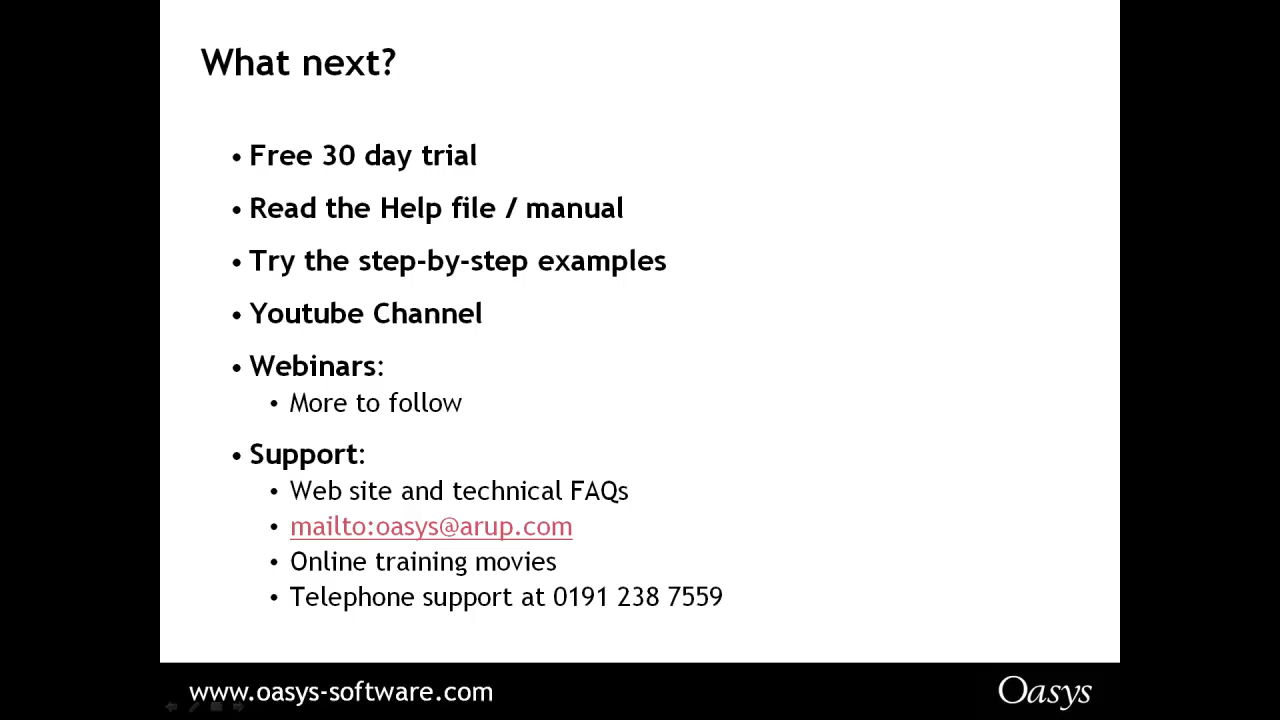 What next?
• Free 30 day trial
• Read the Help file / manual
• Try the step-by-step examples
• Youtube Channel
• Webinars:
• More to follow
• Support:
• Web site and technical FAQs
• mailto:oasys@arup.com
• Online training movies
• Telephone support at 0191 238 7559
www.oasys-software.com
Oasys